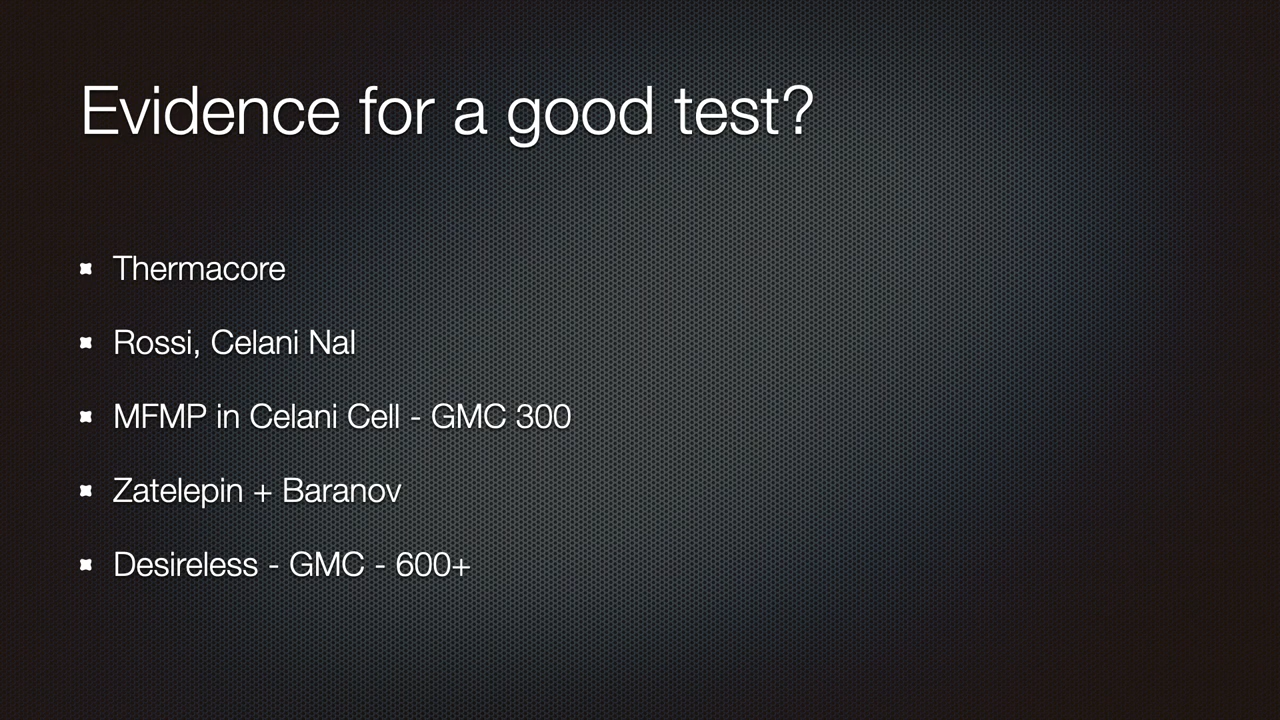 Evidence for a good test?
Thermacore
Rossi, Celani NaI
MFMP in Celani Cell - GMC 300
Zatelepin + Baranov
Desireless - GMC - 600+